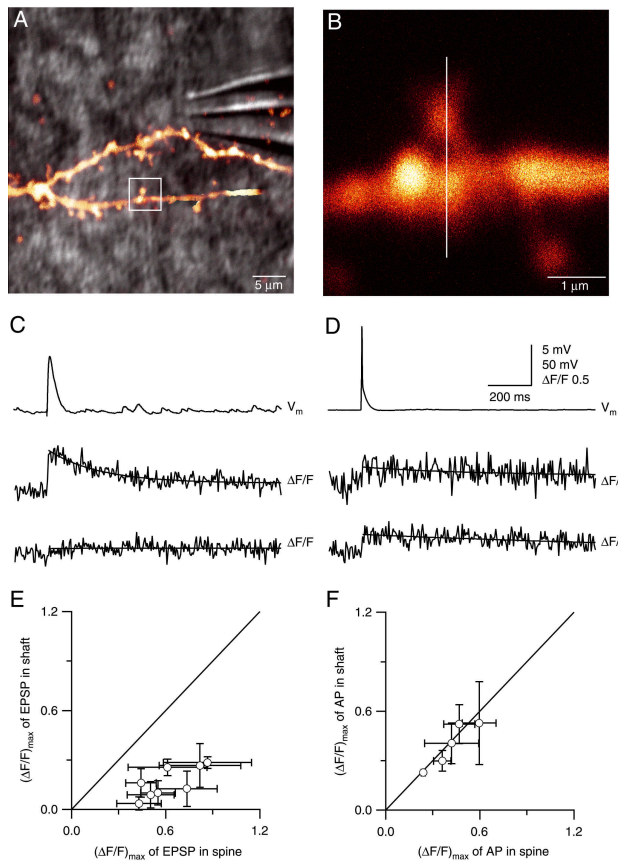 A
B
5 μm
1 μm
C
D
5 mV
50 mV
ΔF/F 0.5
200 ms
Vm
Vm
ΔF/F
ΔF/
ΔF/F
ΔF/
E
F
1.2
0.6
0.0
0.0
0.6
1.2
(ΔF/F)max of EPSP in shaft
(ΔF/F)max of EPSP in spine
1.2
0.6
0.0
0.0
0.6
1.2
(ΔF/F)max of AP in shaft
(ΔF/F)max of AP in spine